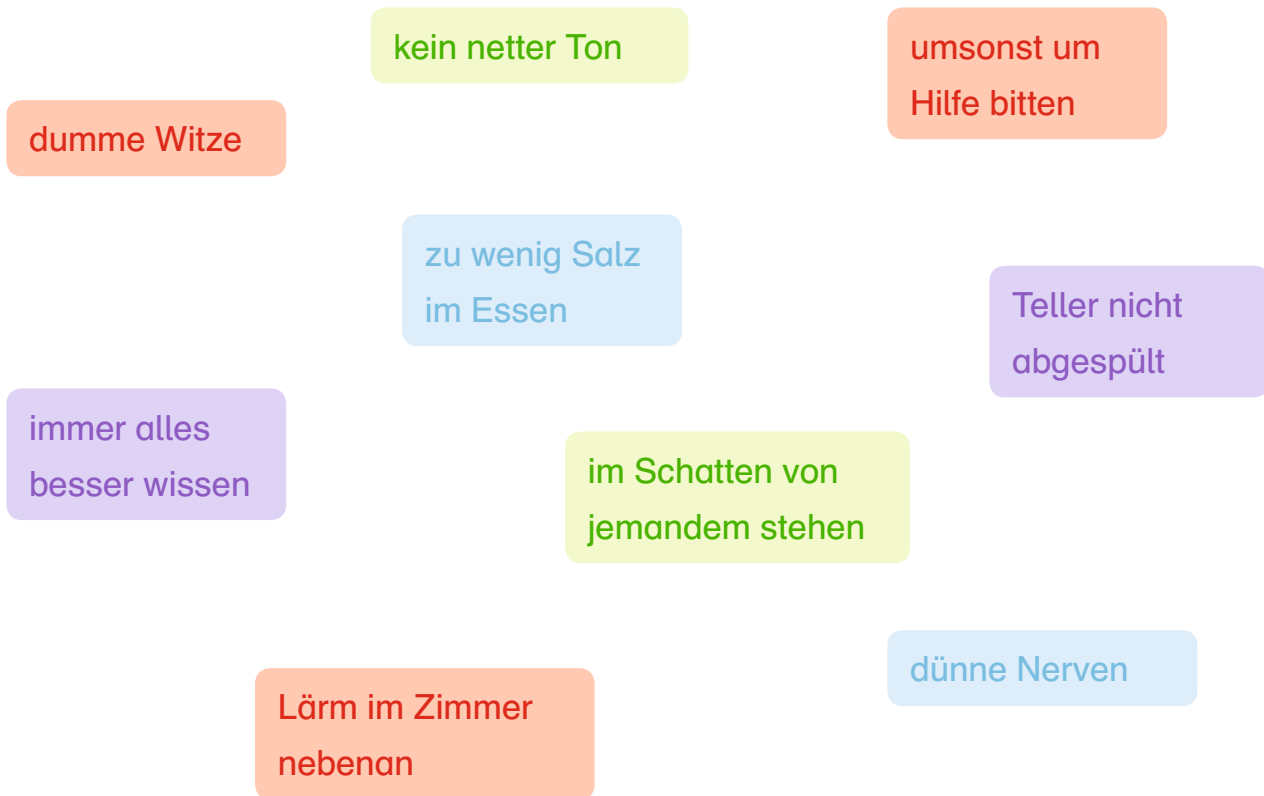 kein netter Ton
umsonst um
Hilfe bitten
dumme Witze
zu wenig Salz
im Essen
Teller nicht
abgespült
immer alles
besser wissen
im Schatten von
jemandem stehen
dünne Nerven
Lärm im Zimmer
nebenan